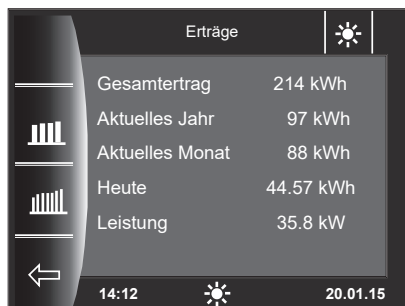 Erträge
Gesamtertrag 214 kWh
Aktuelles Jahr 97 kWh
Aktuelles Monat 88 kWh
Heute 44.57 kWh
Leistung 35.8 kW
14:12 20.01.15